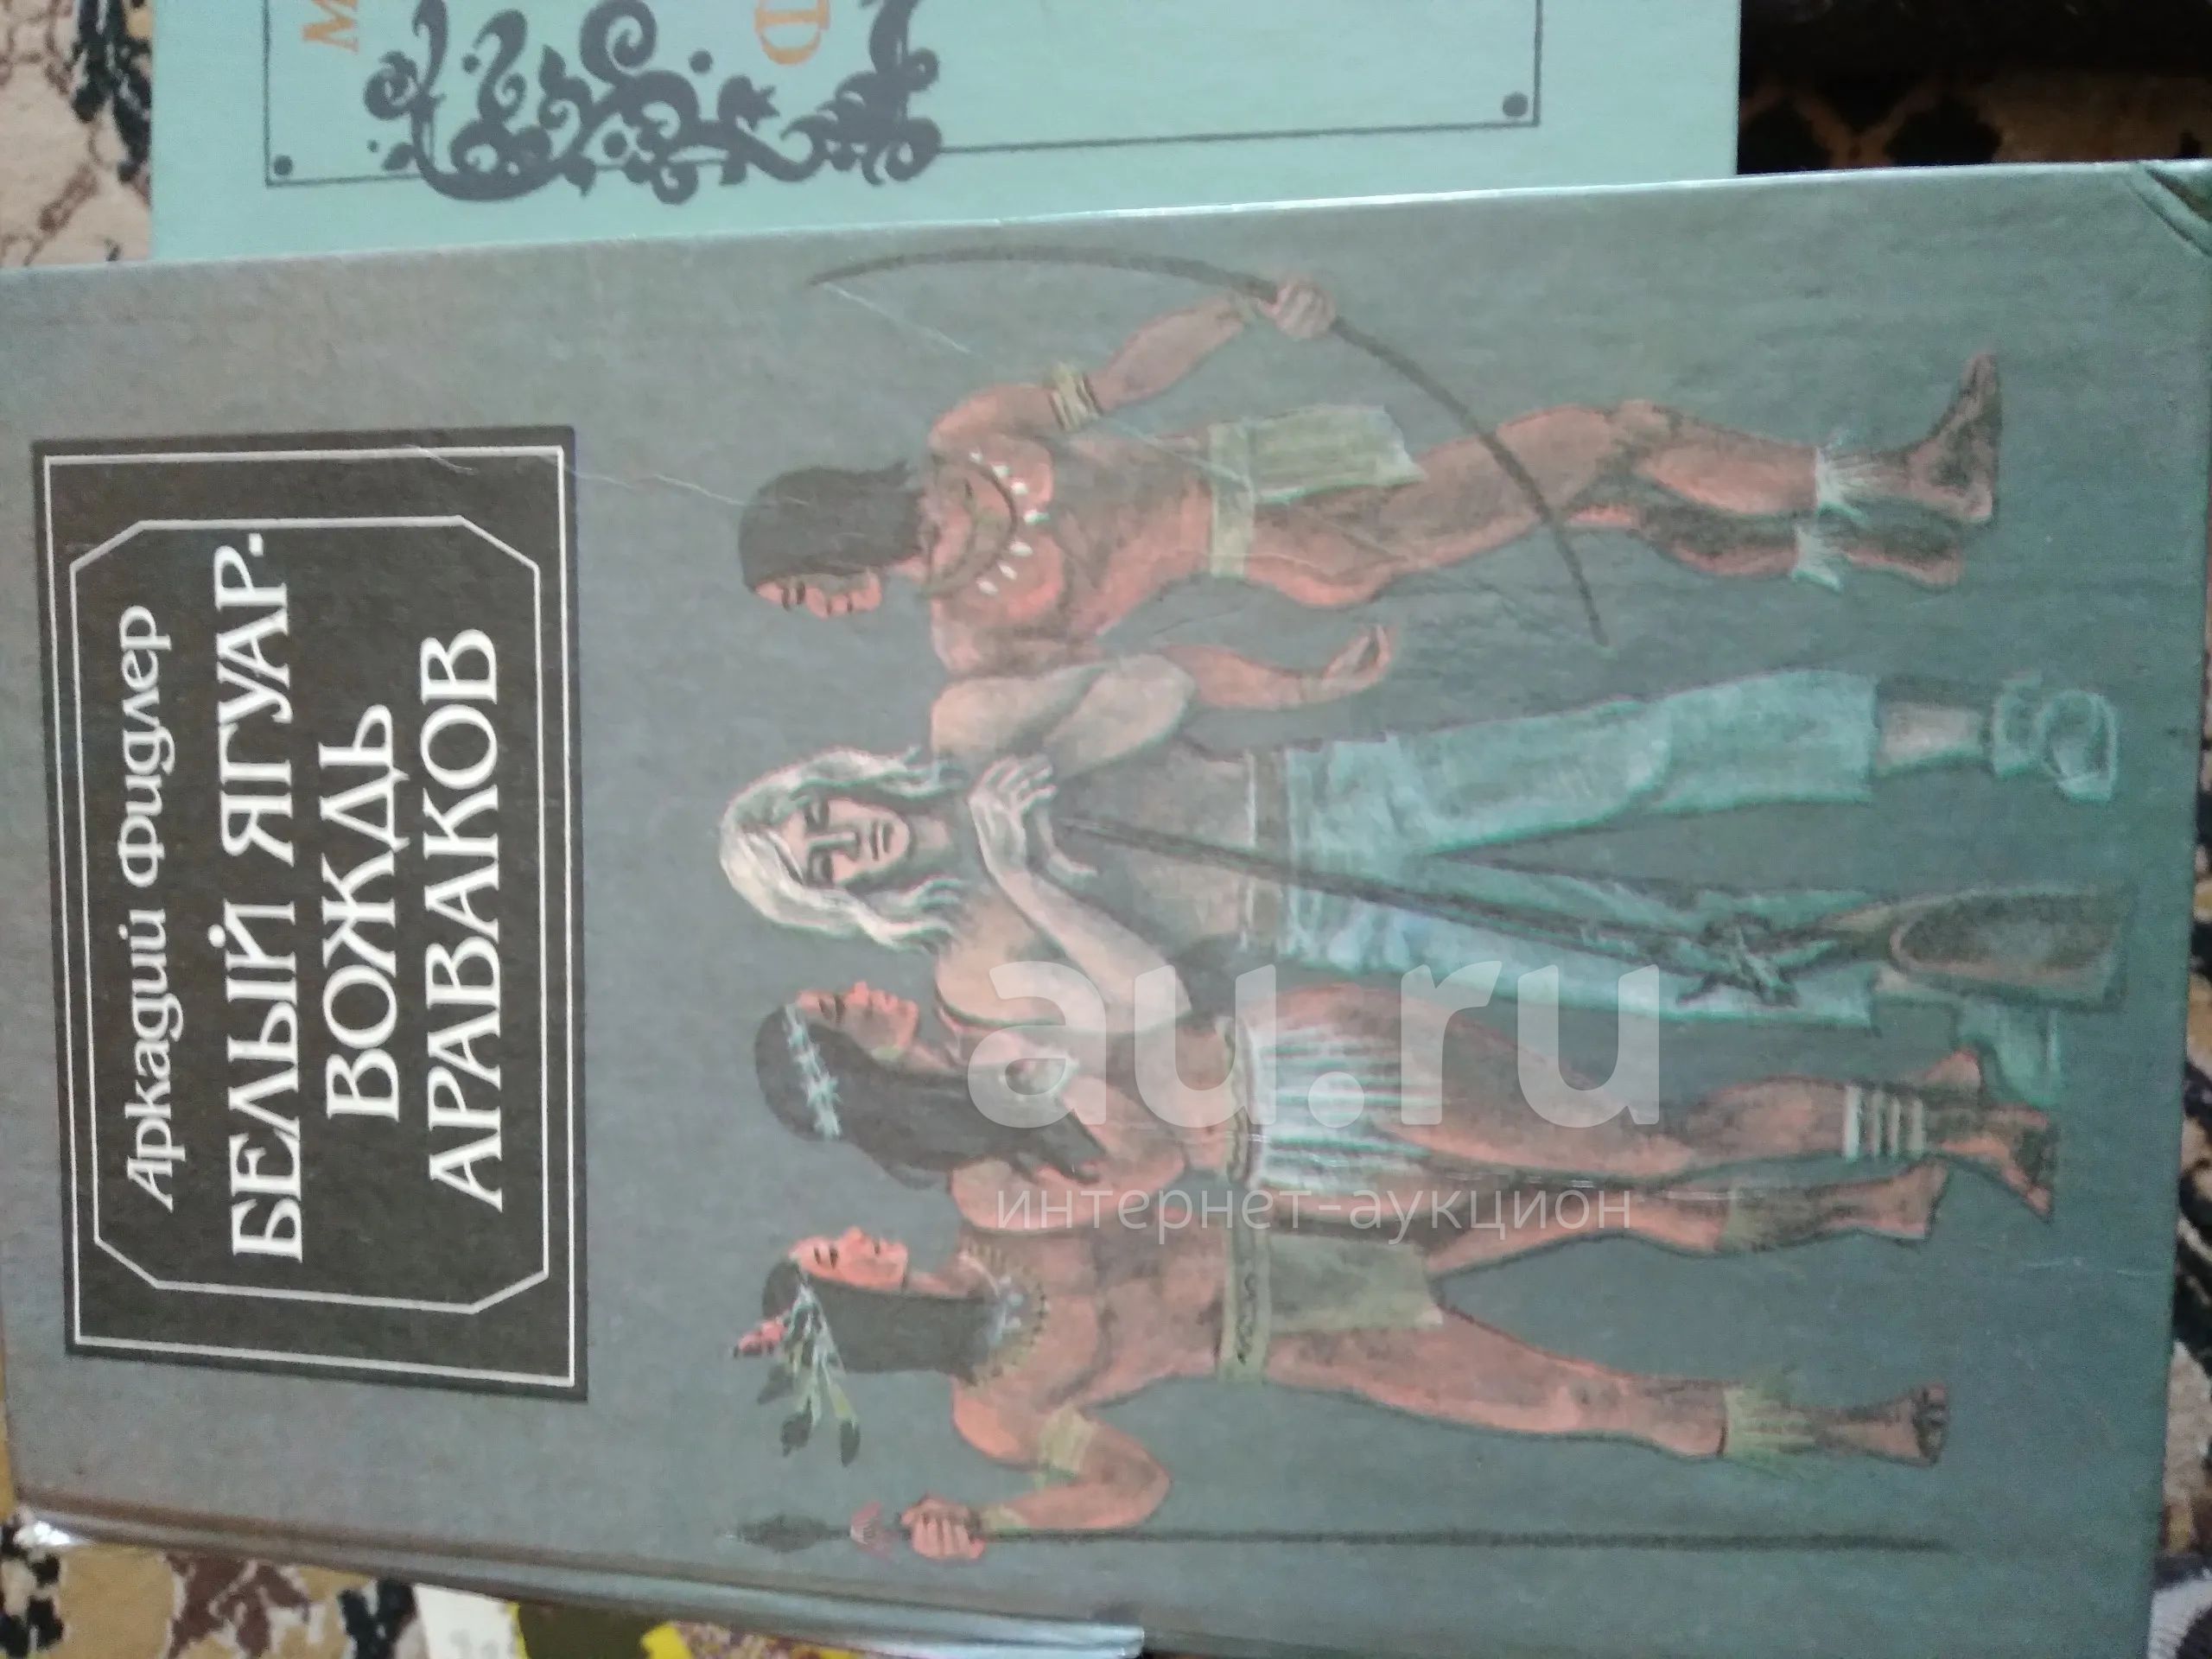 Аркадий Фидлер
БЕЛЫЙ ЯГУАР.
ВОЖДЬ
АРАВАКОВ
au.ru
интернет-аукцион